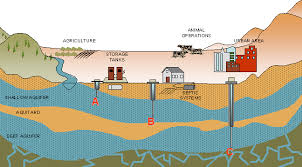 AGRICULTURE
STORAGE
TANKS
ANIMAL
OPERATIONS
URBAN AREA
SEPTIC
SYSTEMS
SHALLOW AQUIFER
A
AQUITARD
B
DEEP AQUIFER
C